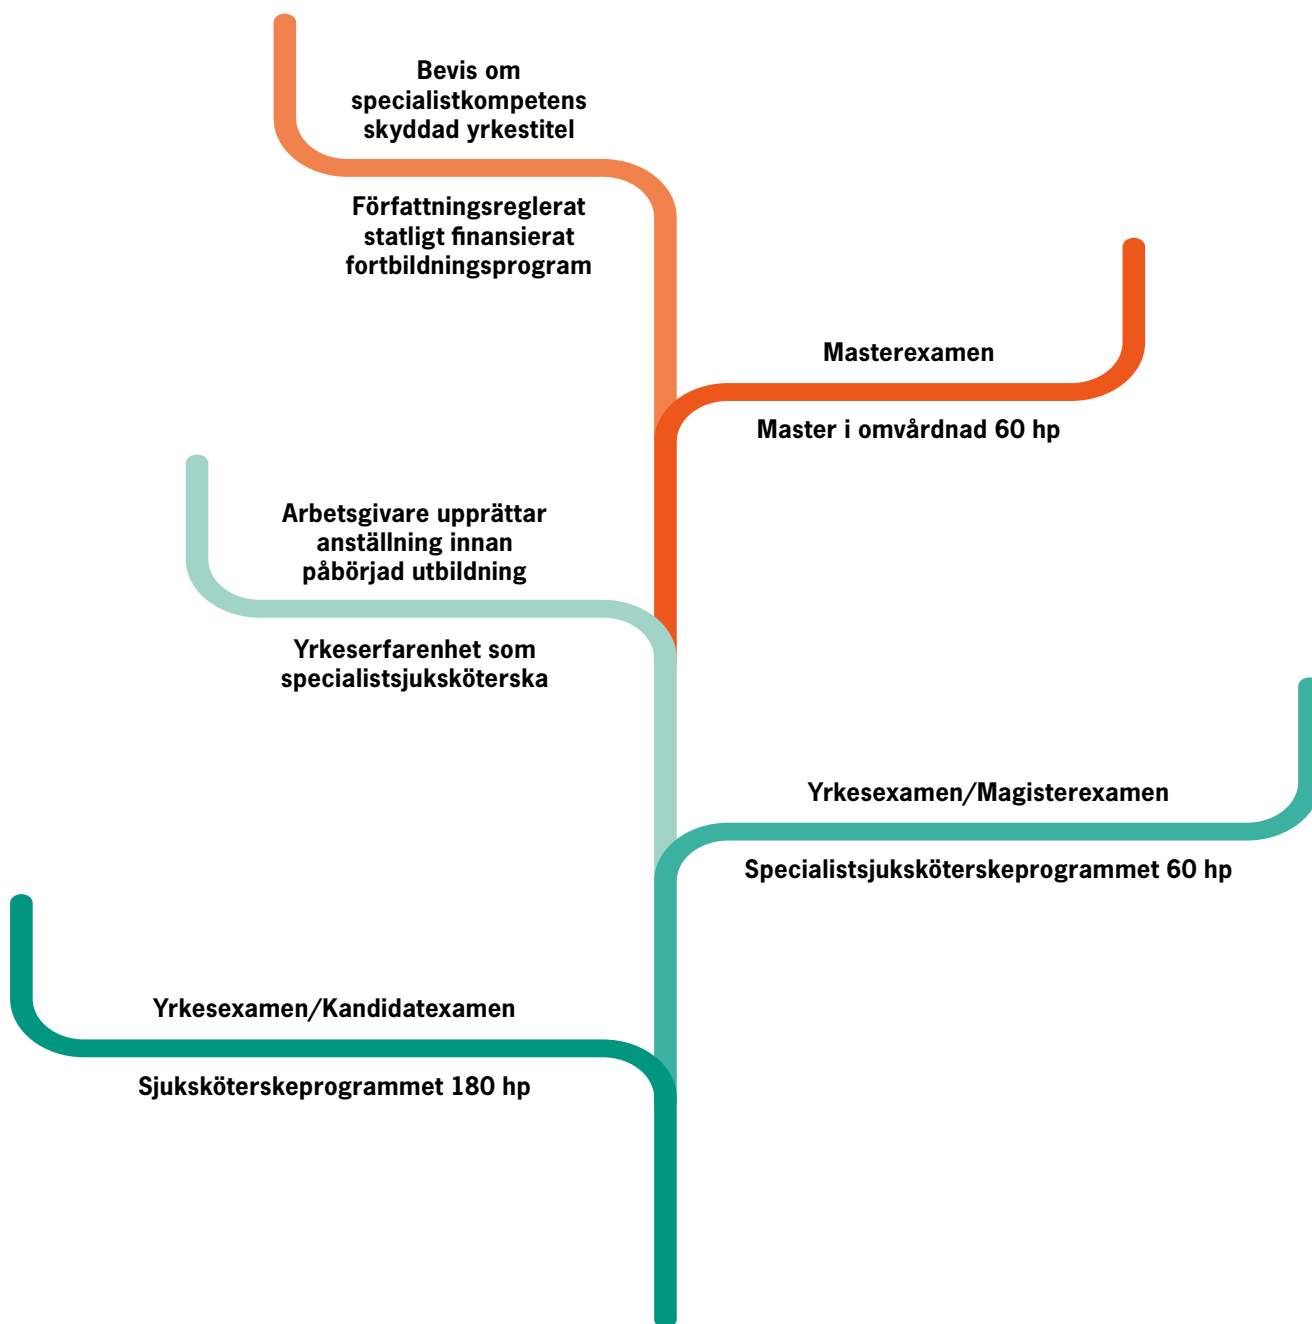 Bevis om
specialistkompetens
skyddad yrkestitel
Författningsreglerat
statligt finansierat
fortbildningsprogram
Masterexamen
Master i omvårdnad 60 hp
Arbetsgivare upprättar
anställning innan
påbörjad utbildning
Yrkeserfarenhet som
specialistsjuksköterska
Yrkesexamen/Magisterexamen
Specialistsjuksköterskeprogrammet 60 hp
Yrkesexamen/Kandidatexamen
Sjuksköterskeprogrammet 180 hp